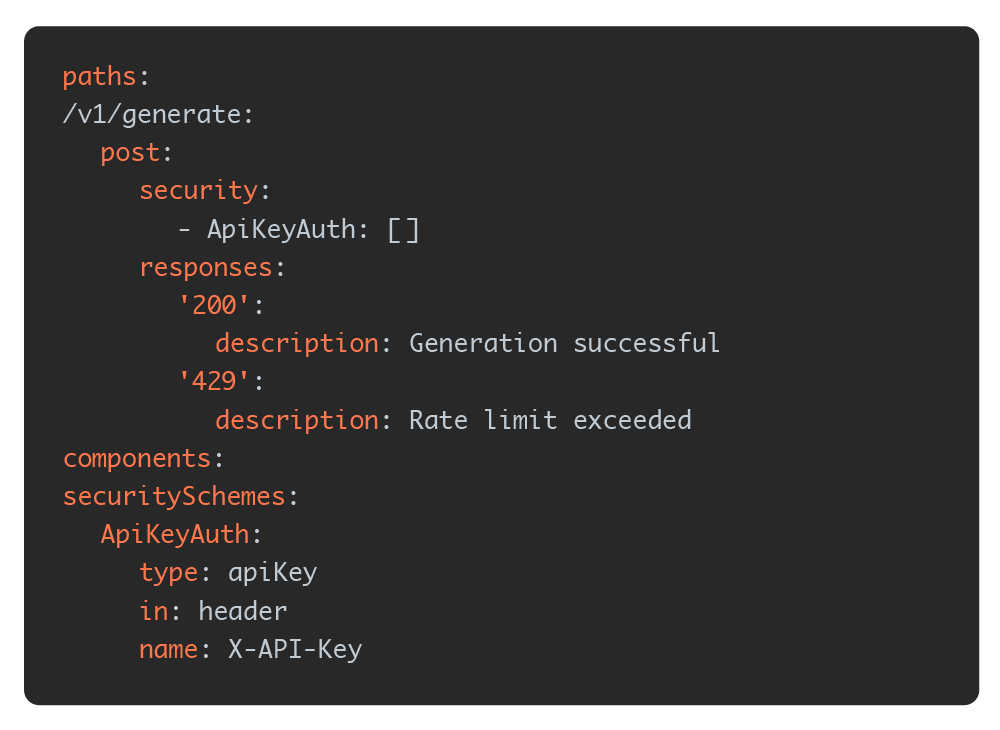 paths:
/v1/generate:
post:
security:
- ApiKeyAuth: []
responses:
'200':
description: Generation successful
'429':
description: Rate limit exceeded
components:
securitySchemes:
ApiKeyAuth:
type: apiKey
in: header
name: X-API-Key